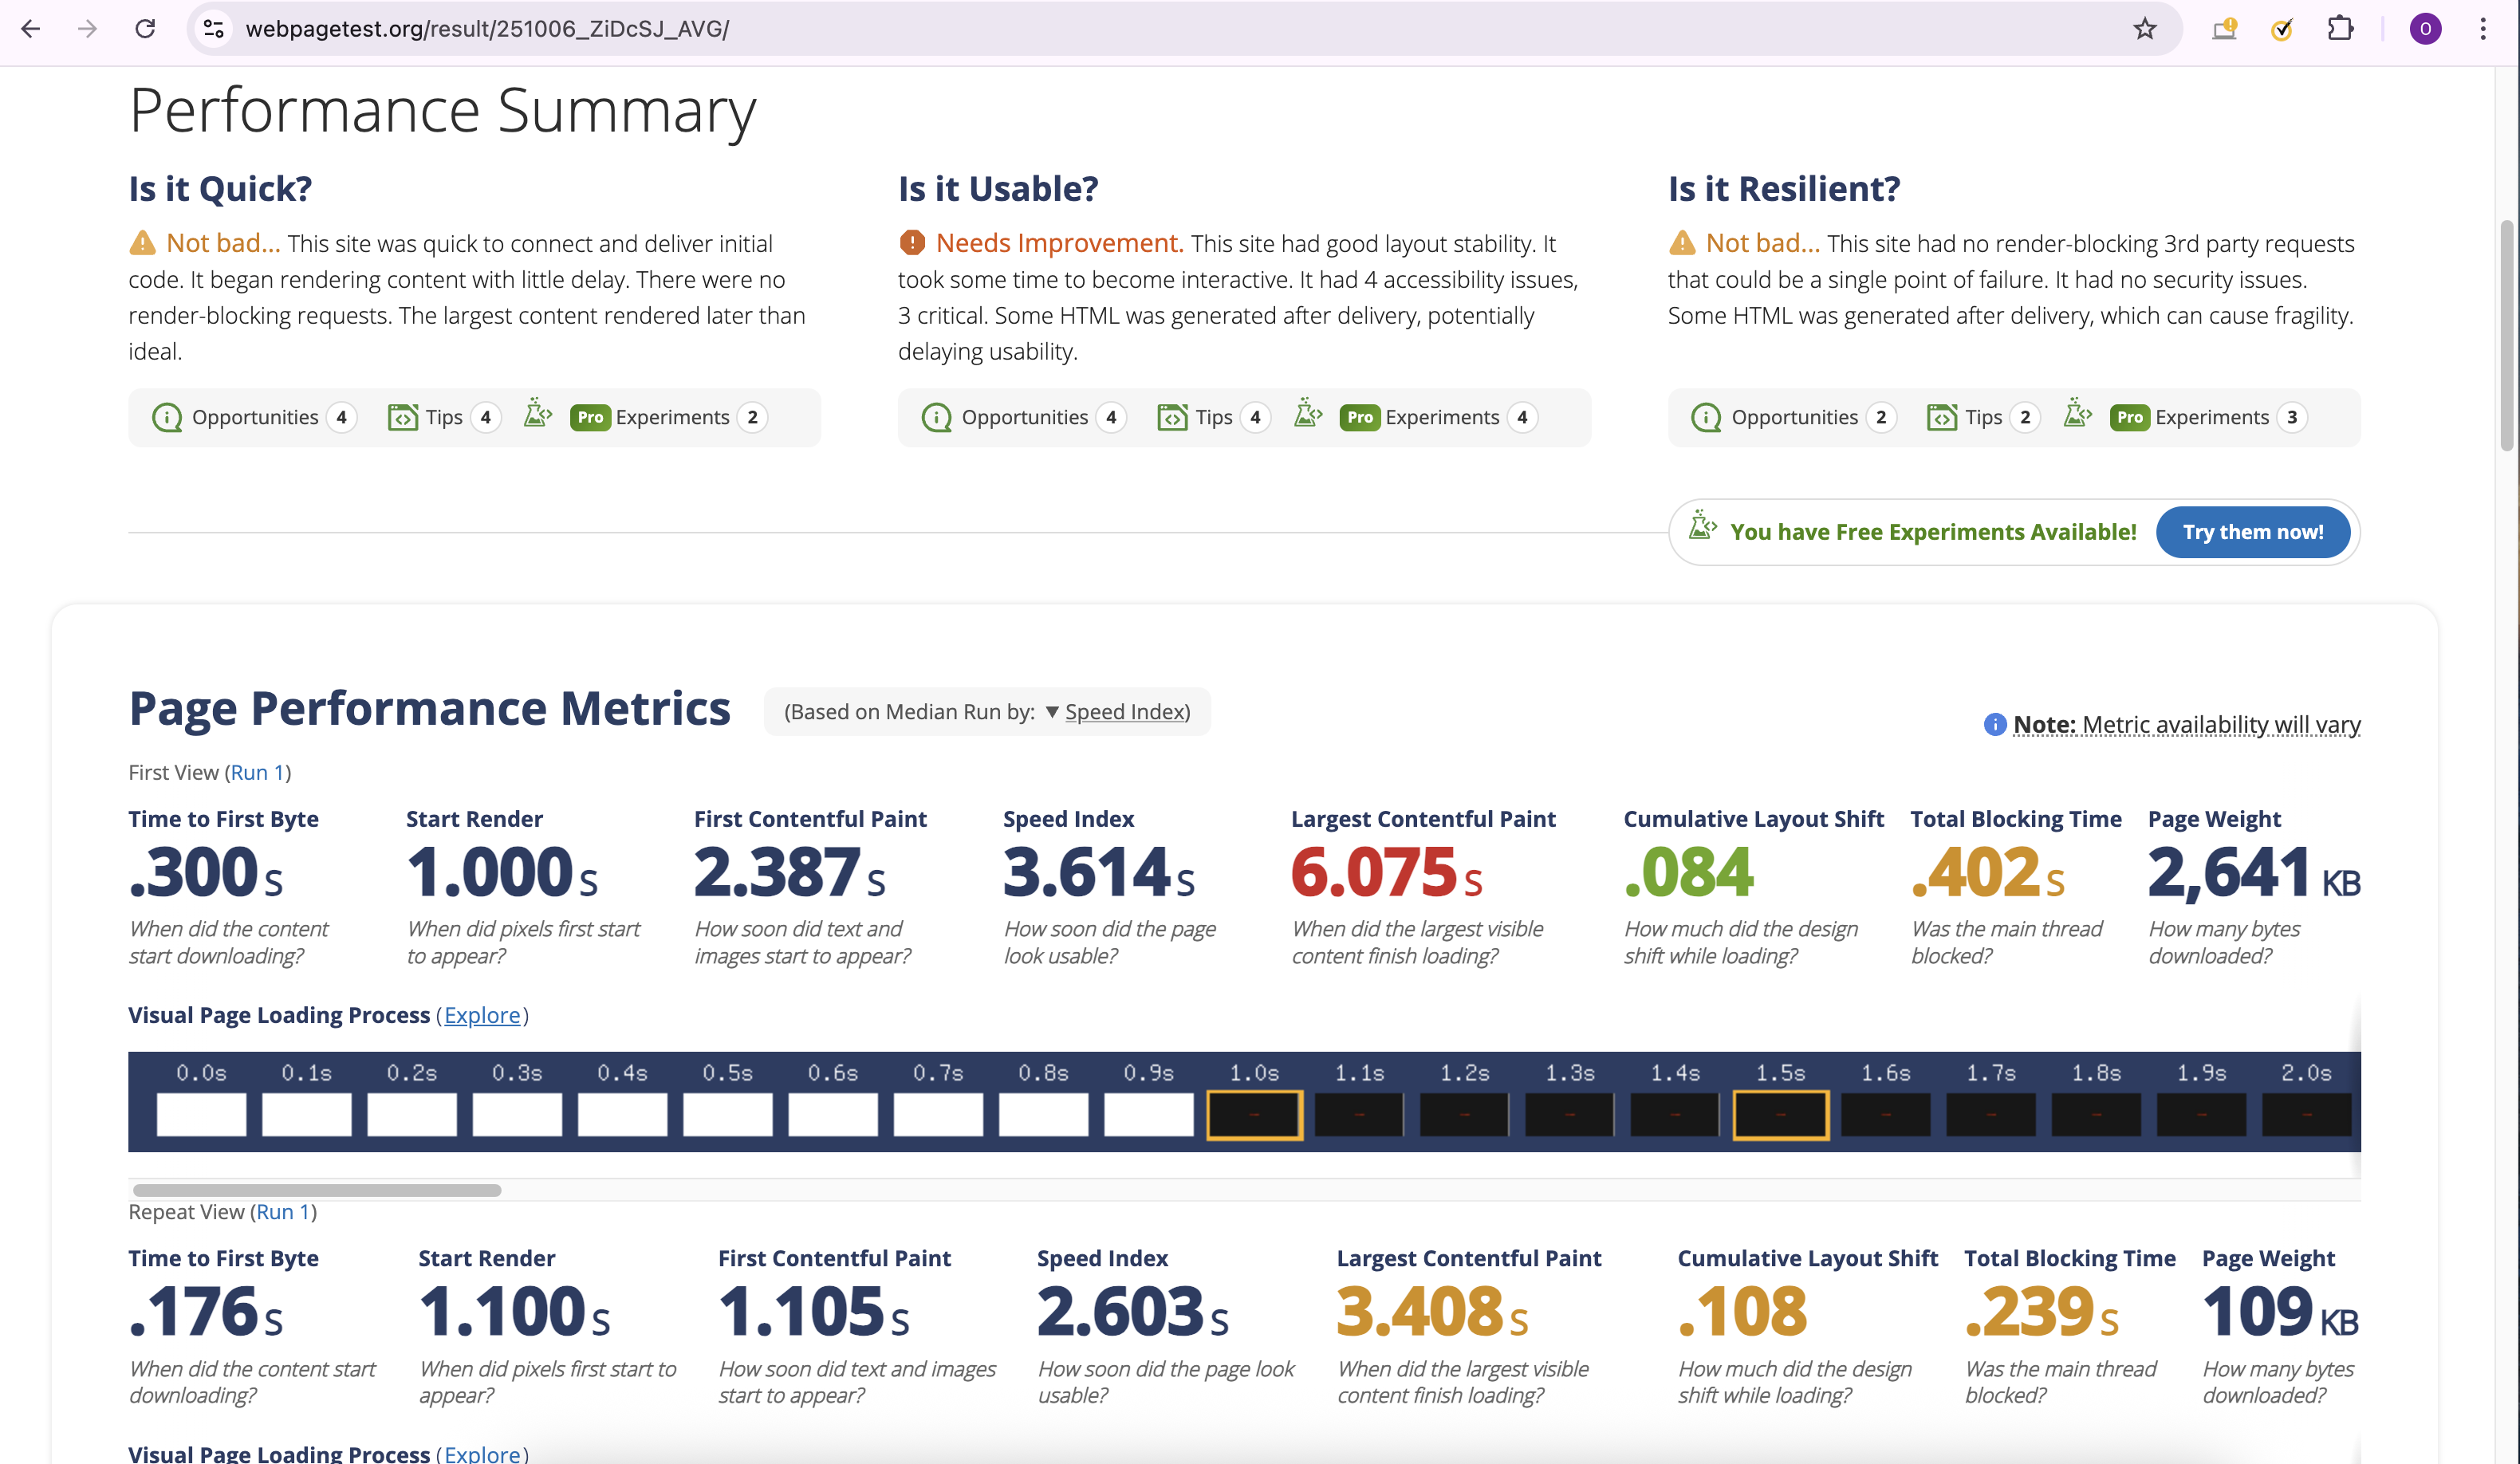 webpagetest.org/result/251006_ZiDcSJ_AVG/
O
Performance Summary
Is it Quick?
Not bad... This site was quick to connect and deliver initial
code. It began rendering content with little delay. There were no
render-blocking requests. The largest content rendered later than
ideal.
Opportunities 4 Tips 4 Pro Experiments 2
Is it Usable?
Needs Improvement. This site had good layout stability. It
took some time to become interactive. It had 4 accessibility issues,
3 critical. Some HTML was generated after delivery, potentially
delaying usability.
Opportunities 4 Tips 4 Pro Experiments 4
Is it Resilient?
Not bad... This site had no render-blocking 3rd party requests
that could be a single point of failure. It had no security issues.
Some HTML was generated after delivery, which can cause fragility.
Opportunities 2 Tips 2 Pro Experiments 3
You have Free Experiments Available! Try them now!
Page Performance Metrics (Based on Median Run by: ▼ Speed Index)
Note: Metric availability will vary
First View (Run 1)
Time to First Byte
.300 s
When did the content
start downloading?
Start Render
1.000 s
When did pixels first start
to appear?
First Contentful Paint
2.387 s
How soon did text and
images start to appear?
Speed Index
3.614 s
How soon did the page
look usable?
Largest Contentful Paint
6.075 s
When did the largest visible
content finish loading?
Cumulative Layout Shift
.084
How much did the design
shift while loading?
Total Blocking Time
.402 s
Was the main thread
blocked?
Page Weight
2,641 KB
How many bytes
downloaded?
Visual Page Loading Process (Explore)
0.0s 0.1s 0.2s 0.3s 0.4s 0.5s 0.6s 0.7s 0.8s 0.9s 1.0s 1.1s 1.2s 1.3s 1.4s 1.5s 1.6s 1.7s 1.8s 1.9s 2.0s
Repeat View (Run 1)
Time to First Byte
.176 s
When did the content start
downloading?
Start Render
1.100 s
When did pixels first start to
appear?
First Contentful Paint
1.105 s
How soon did text and images
start to appear?
Speed Index
2.603 s
How soon did the page look
usable?
Largest Contentful Paint
3.408 s
When did the largest visible
content finish loading?
Cumulative Layout Shift
.108
How much did the design
shift while loading?
Total Blocking Time
.239 s
Was the main thread
blocked?
Page Weight
109 KB
How many bytes
downloaded?
Visual Page Loading Process (Explore)